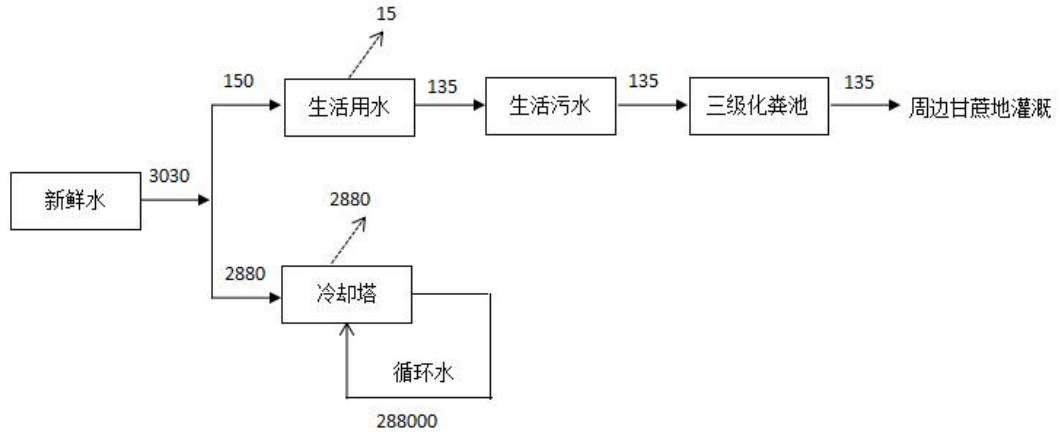 15
150
生活用水
135
生活污水
135
三级化粪池
135
周边甘蔗地灌溉
新鲜水
3030
2880
2880
冷却塔
循环水
288000